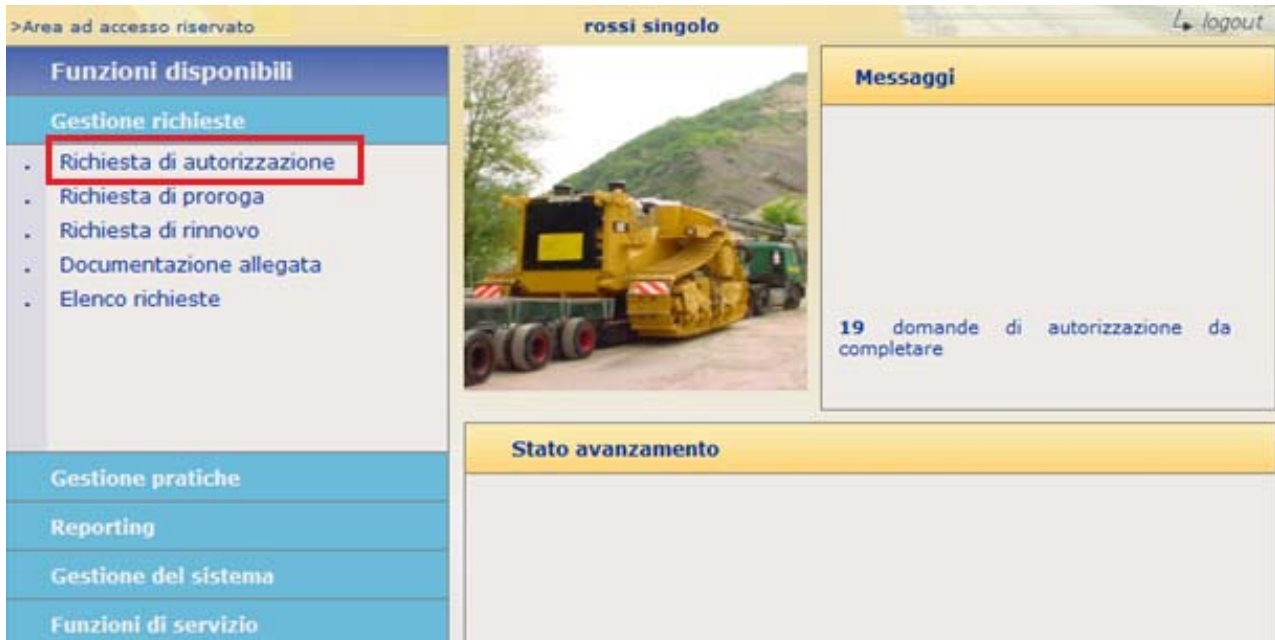 >Area ad accesso riservato
rossi singolo
logout
Funzioni disponibili
Gestione richieste
. Richiesta di autorizzazione
. Richiesta di proroga
. Richiesta di rinnovo
. Documentazione allegata
. Elenco richieste
Gestione pratiche
Reporting
Gestione del sistema
Funzioni di servizio
Messaggi
19 domande di autorizzazione da
completare
Stato avanzamento